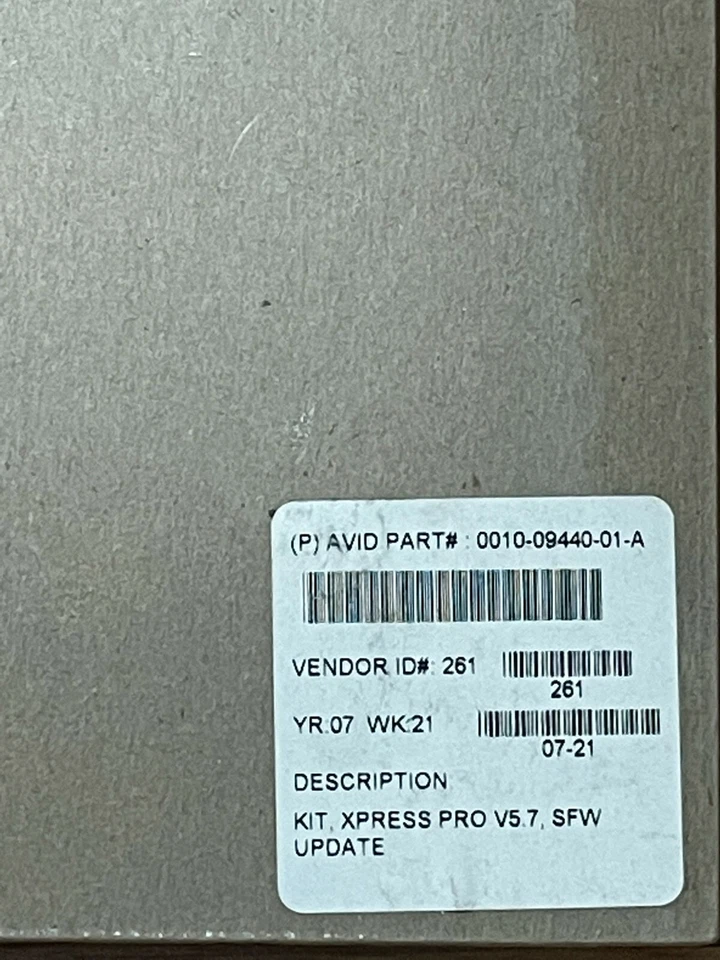 (P) AVID PART# : 0010-09440-01-A
VENDOR ID#: 261
261
YR:07 WK:21
07-21
DESCRIPTION
KIT, XPRESS PRO V5.7, SFW
UPDATE